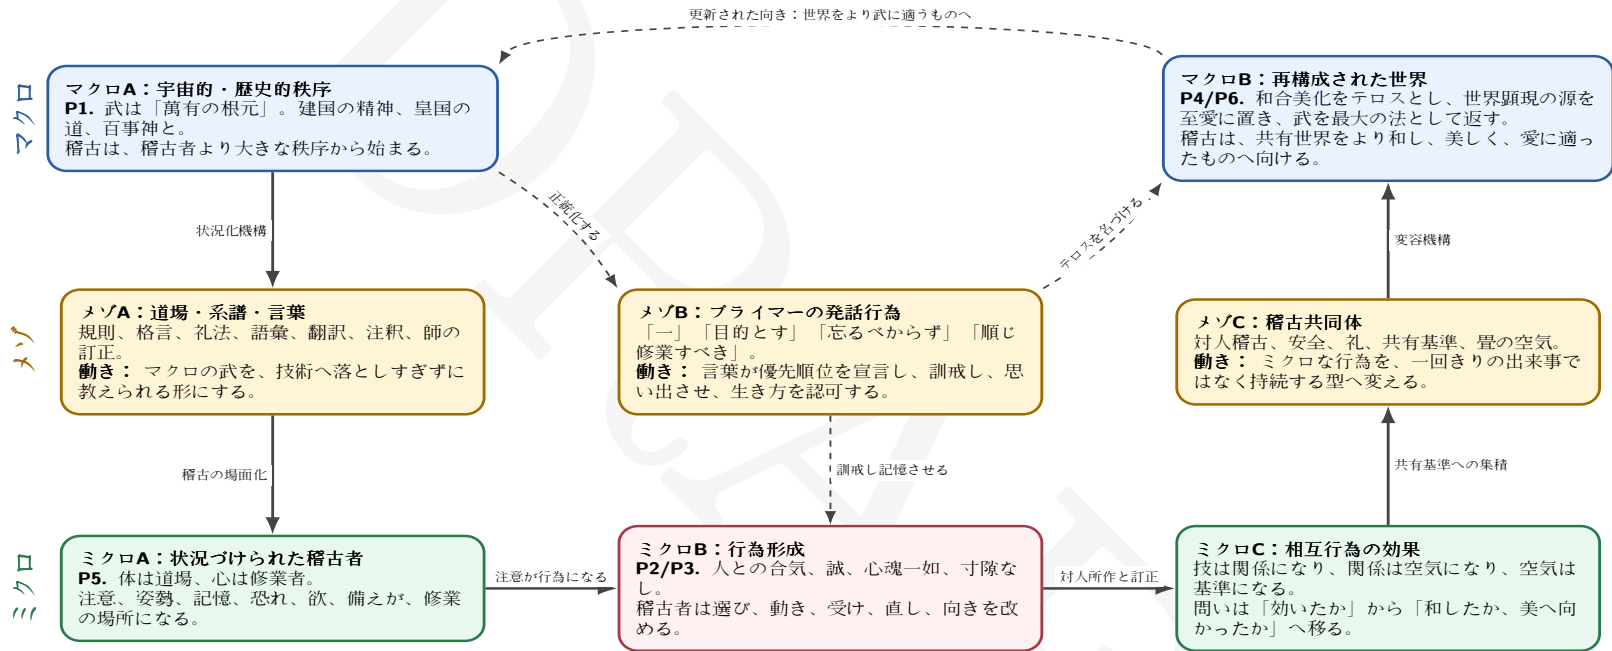 更新された向き：世界をより武に適うものへ
マクロ
マクロA：宇宙的・歴史的秩序
P1. 武は「萬有の根元」。建国の精神、皇国の
道、百事神と。
稽古は、稽古者より大きな秩序から始まる。
マクロB：再構成された世界
P4/P6. 和合美化をテロスとし、世界顕現の源を
至愛に置き、武を最大の法として返す。
稽古は、共有世界をより和し、美しく、愛に適っ
たものへ向ける。
状況化機構
正統化する
テロスを名づける
変容機構
メゾ
メゾA：道場・系譜・言葉
規則、格言、礼法、語彙、翻訳、注釈、師の
訂正。
働き： マクロの武を、技術へ落としすぎずに
教えられる形にする。
メゾB：プライマーの発話行為
「一」「目的とす」「忘るべからず」「順じ
修業すべき」。
働き： 言葉が優先順位を宣言し、訓戒し、思
い出させ、生き方を認可する。
メゾC：稽古共同体
対人稽古、安全、礼、共有基準、畳の空気。
働き： ミクロな行為を、一回きりの出来事で
はなく持続する型へ変える。
稽古の場面化
訓戒し記憶させる
共有基準への集積
ミクロ
ミクロA：状況づけられた稽古者
P5. 体は道場、心は修業者。
注意、姿勢、記憶、恐れ、欲、備えが、修業
の場所になる。
注意が行為になる
ミクロB：行為形成
P2/P3. 人との合気、誠、心魂一如、寸隙な
し。
稽古者は選び、動き、受け、直し、向きを改
める。
対人所作と訂正
ミクロC：相互行為の効果
技は関係になり、関係は空気になり、空気は
基準になる。
問いは「効いたか」から「和したか、美へ向
かったか」へ移る。